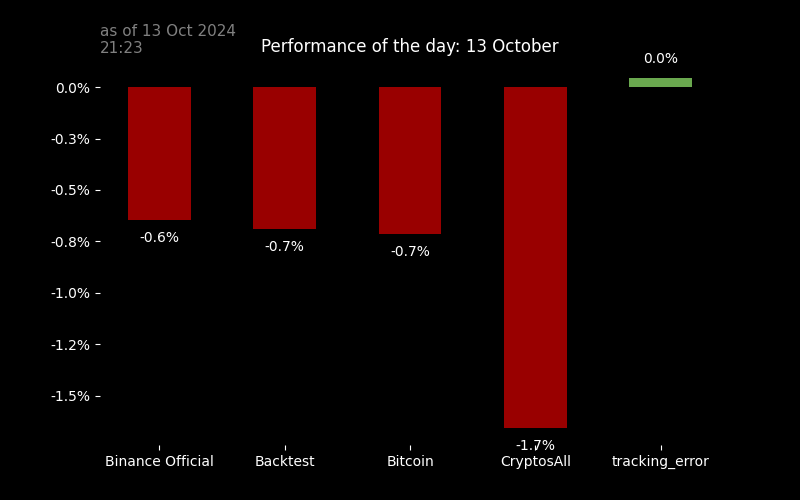 as of 13 Oct 2024
21:23
Performance of the day: 13 October
0.0%
0.0%
-0.3%
-0.5%
-0.8%
-1.0%
-1.2%
-1.5%
-0.6%
-0.7%
-0.7%
-1.7%
Binance Official
Backtest
Bitcoin
CryptosAll
tracking_error